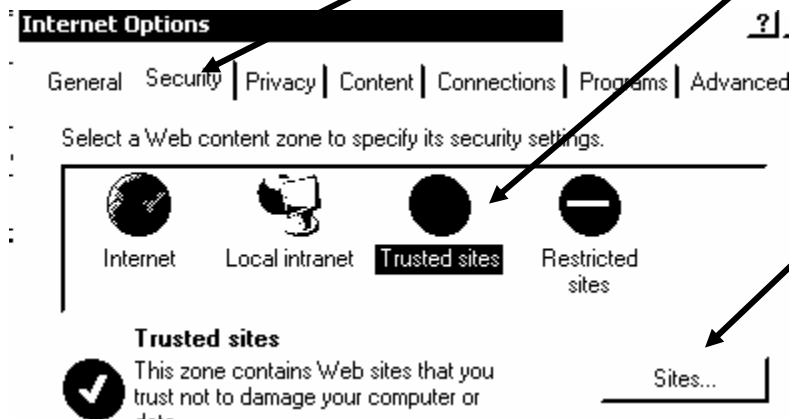 Internet Options
General Security Privacy Content Connections Programs Advanced
Select a Web content zone to specify its security settings.
Internet Local intranet Trusted sites Restricted sites
Trusted sites
This zone contains Web sites that you
trust not to damage your computer or
Sites...